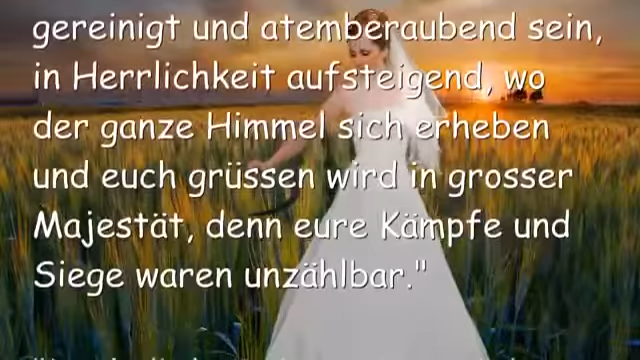 gereinigt und atemberaubend sein,
in Herrlichkeit aufsteigend, wo
der ganze Himmel sich erheben
und euch grüssen wird in grosser
Majestät, denn eure Kämpfe und
Siege waren unzählbar."